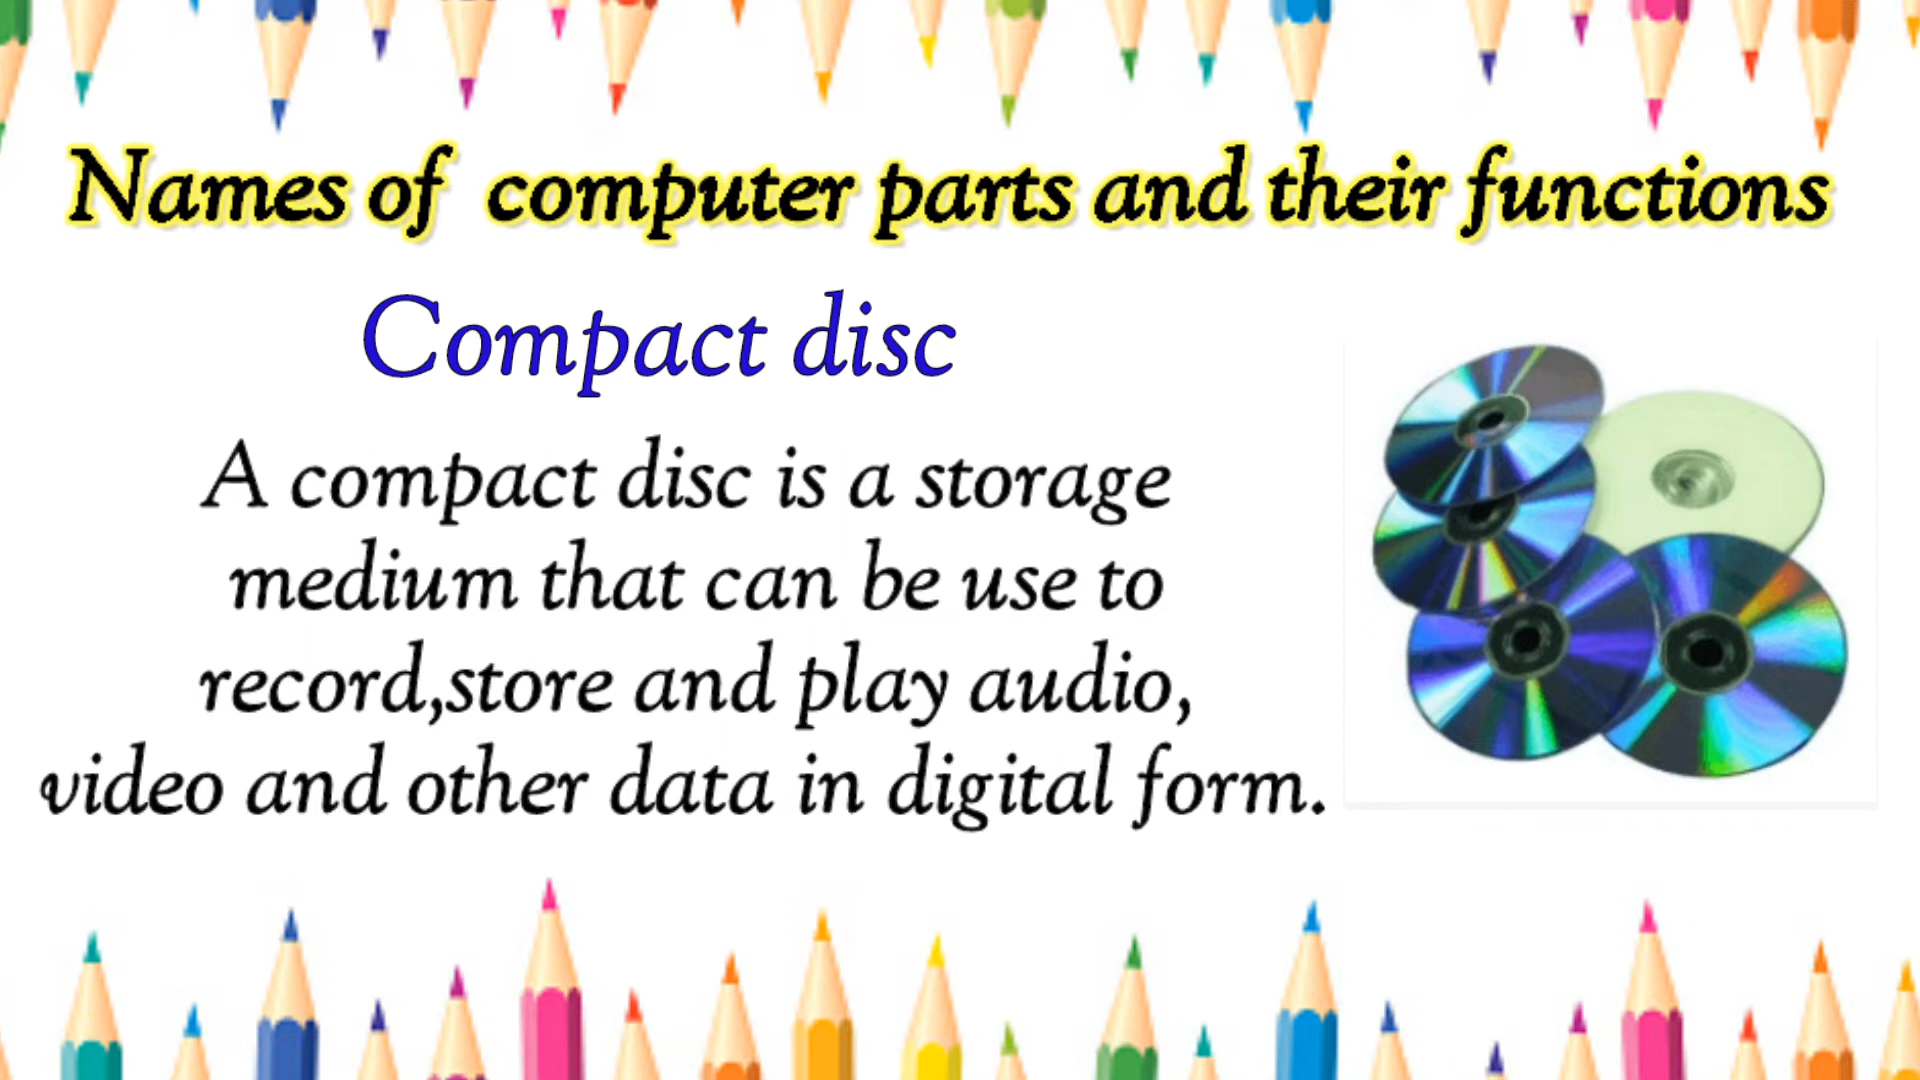 Names of computer parts and their functions
Compact disc
A compact disc is a storage
medium that can be use to
record,store and play audio,
video and other data in digital form.